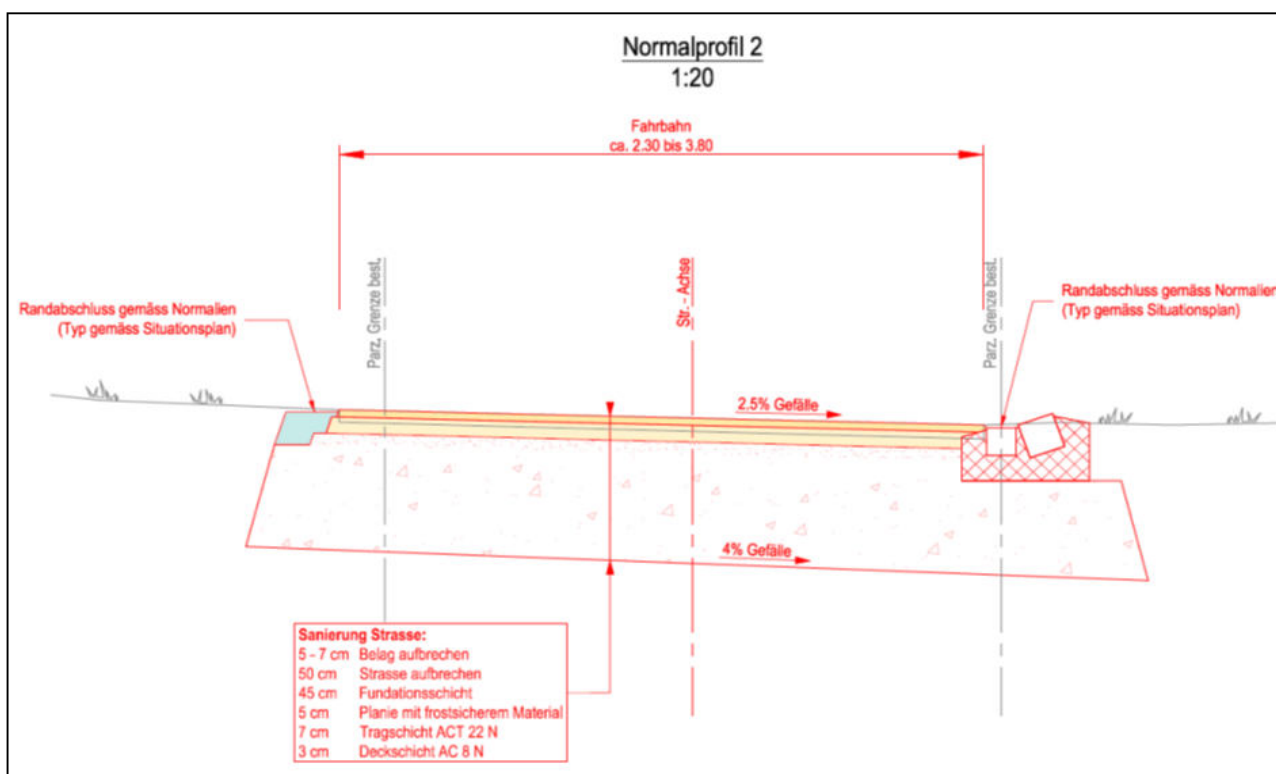 Normalprofil 2
1:20
Fahrbahn
ca. 2.30 bis 3.80
Parz. Grenze best.
Str. - Achse
Parz. Grenze best.
Randabschluss gemäss Normalien
(Typ gemäss Situationsplan)
Randabschluss gemäss Normalien
(Typ gemäss Situationsplan)
2.5% Gefälle
4% Gefälle
Sanierung Strasse:
5 - 7 cm Belag aufbrechen
50 cm Strasse aufbrechen
45 cm Fundationsschicht
5 cm Planie mit frostsicherem Material
7 cm Tragschicht ACT 22 N
3 cm Deckschicht AC 8 N